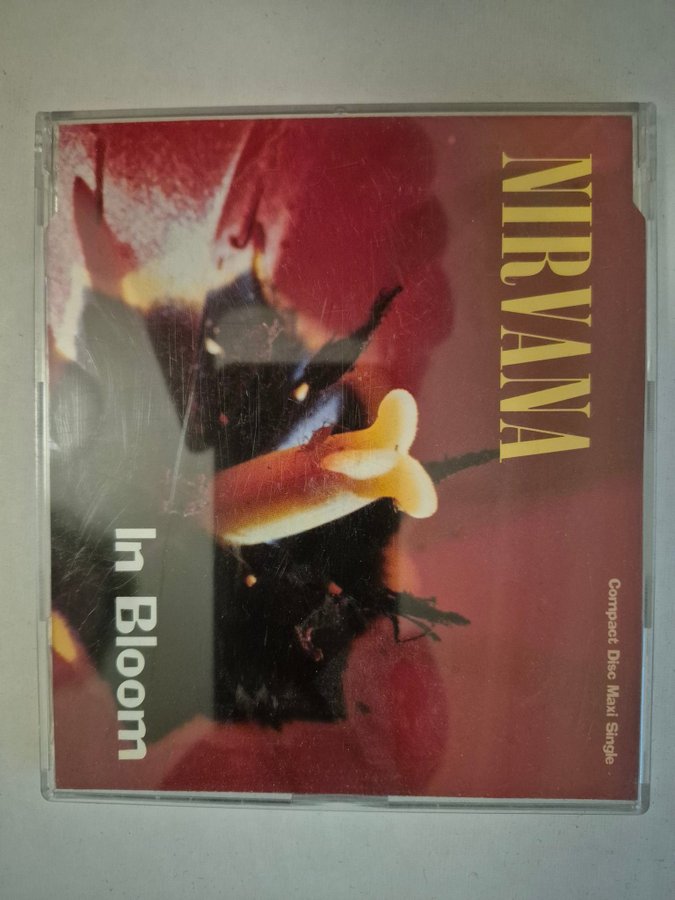 NIRVANA
Compact Disc Maxi Single
In Bloom